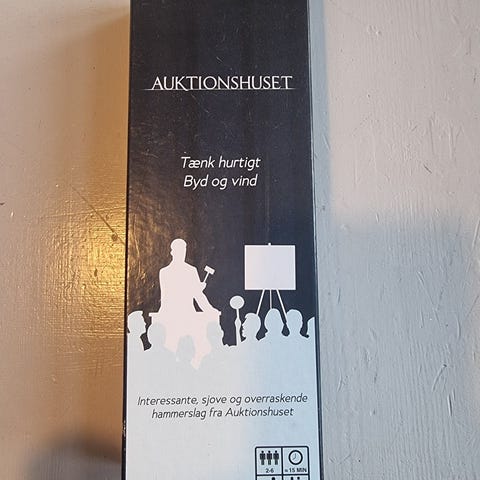 AUKTIONSHUSET
Tænk hurtigt
Byd og vind
Interessante, sjove og overraskende
hammerslag fra Auktionshuset
2-6 ≈15 MIN